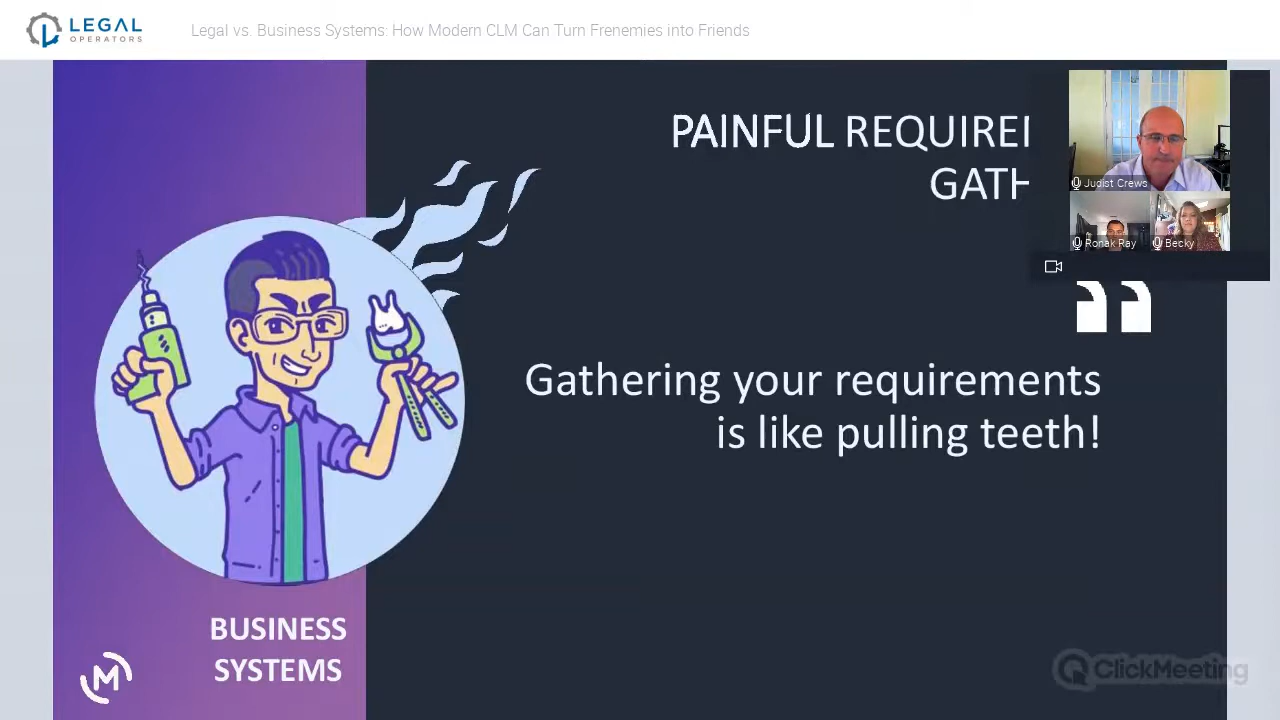 LEGAL
OPERATORS
Legal vs. Business Systems: How Modern CLM Can Turn Frenemies into Friends
PAINFUL REQUIREI
GATH
Judist Crews
Ronak Ray
Becky
"
Gathering your requirements
is like pulling teeth!
BUSINESS
SYSTEMS
M
ClickMeeting